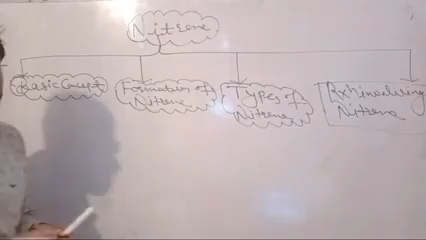 Nitrene
Basic Concept
Formation of
Nitrene
Types of
Nitrene
Rxn involving
Nitrene